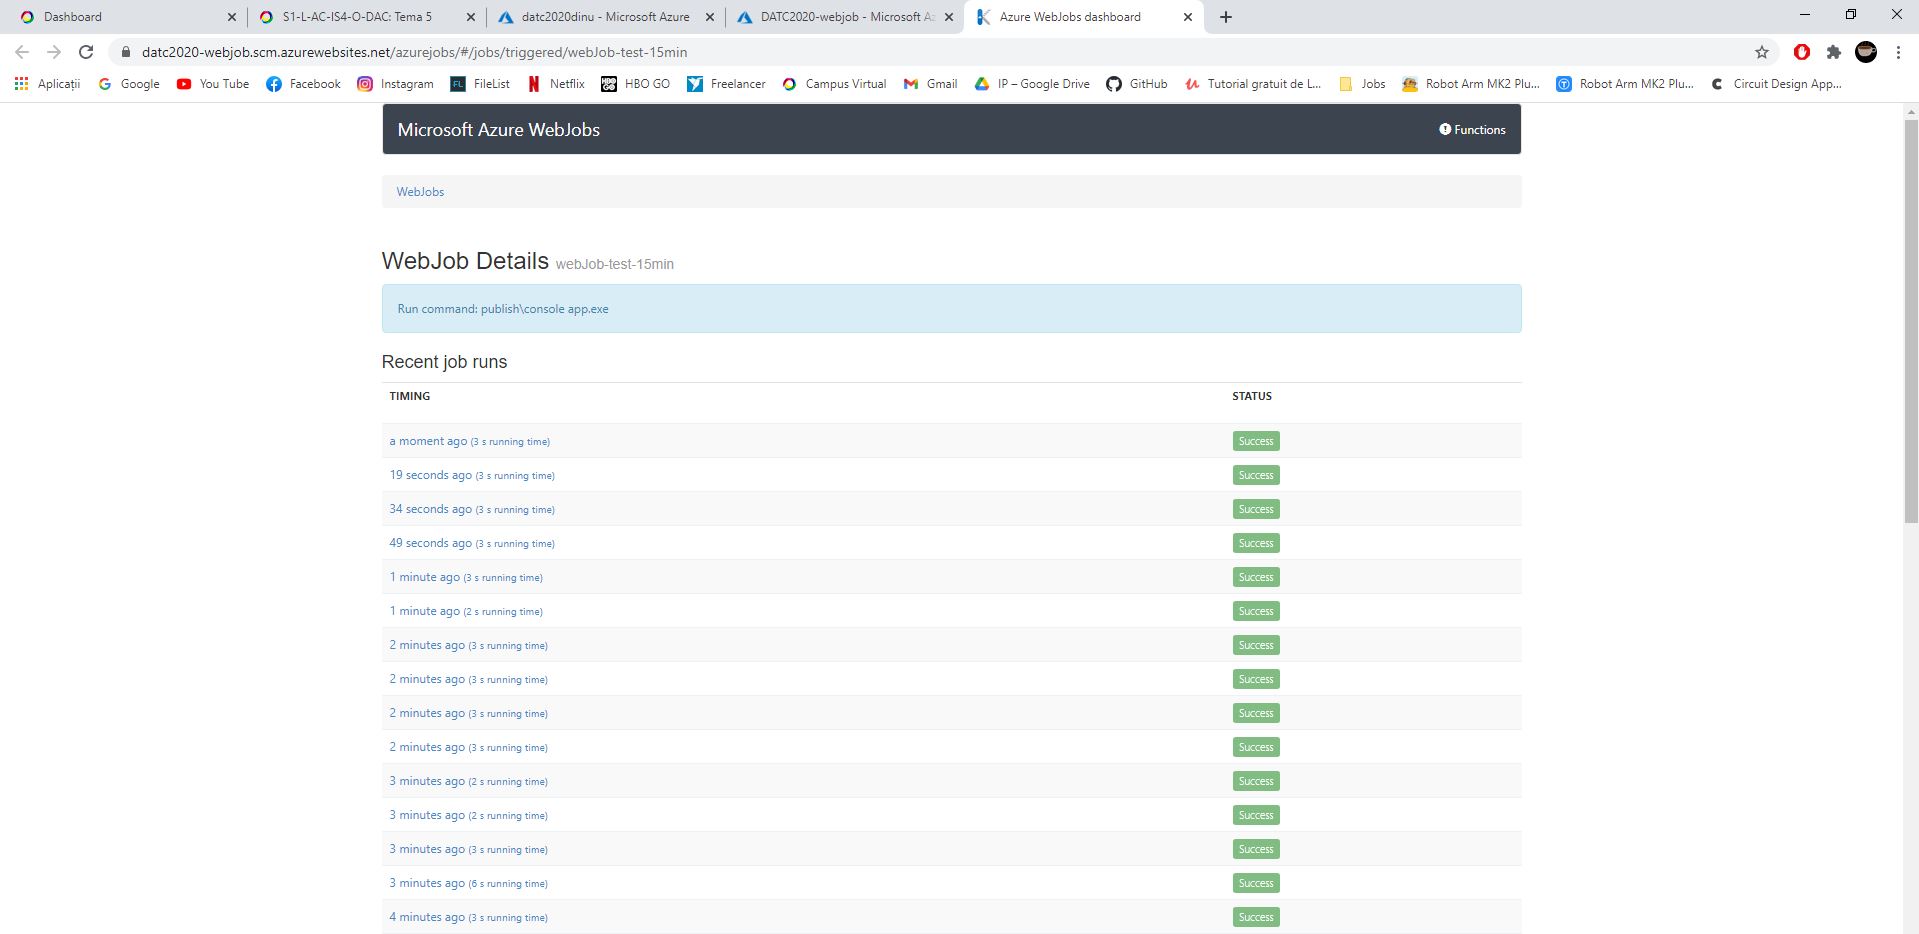 Dashboard
S1-L-AC-IS4-O-DAC: Tema 5
datc2020dinu - Microsoft Azure
DATC2020-webjob - Microsoft Az
Azure WebJobs dashboard
datc2020-webjob.scm.azurewebsites.net/azurejobs/#/jobs/triggered/webJob-test-15min
Aplicații
Google
You Tube
Facebook
Instagram
FL
FileList
Netflix
HBO GO
HBO GO
Freelancer
Campus Virtual
Gmail
IP – Google Drive
GitHub
Tutorial gratuit de L...
Jobs
Robot Arm MK2 Plu...
Robot Arm MK2 Plu...
Circuit Design App...
Microsoft Azure WebJobs
Functions
WebJobs
WebJob Details webJob-test-15min
Run command: publish\console app.exe
Recent job runs
TIMING STATUS
a moment ago (3 s running time) Success
19 seconds ago (3 s running time) Success
34 seconds ago (3 s running time) Success
49 seconds ago (3 s running time) Success
1 minute ago (3 s running time) Success
1 minute ago (2 s running time) Success
2 minutes ago (3 s running time) Success
2 minutes ago (3 s running time) Success
2 minutes ago (3 s running time) Success
2 minutes ago (3 s running time) Success
3 minutes ago (2 s running time) Success
3 minutes ago (2 s running time) Success
3 minutes ago (3 s running time) Success
3 minutes ago (6 s running time) Success
4 minutes ago (3 s running time) Success